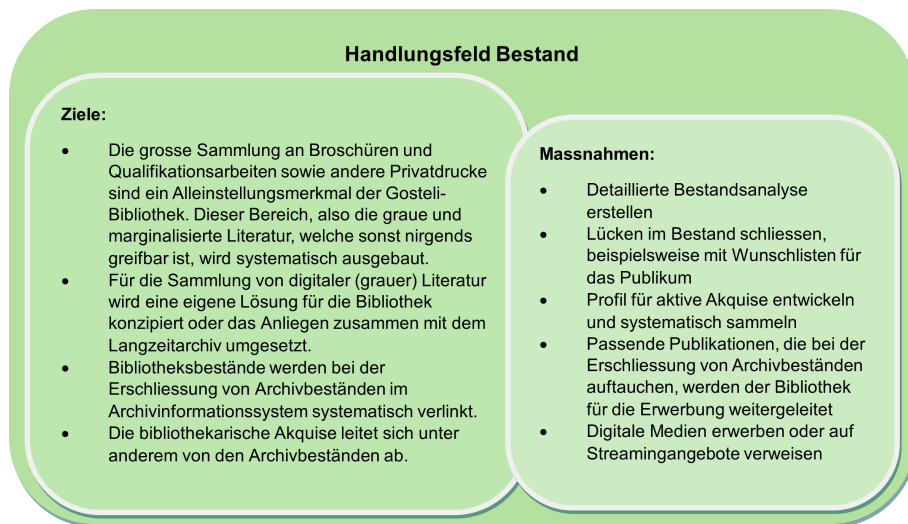 Handlungsfeld Bestand
Ziele:
• Die grosse Sammlung an Broschüren und
Qualifikationsarbeiten sowie andere Privatdrucke
sind ein Alleinstellungsmerkmal der Gosteli-
Bibliothek. Dieser Bereich, also die graue und
marginalisierte Literatur, welche sonst nirgends
greifbar ist, wird systematisch ausgebaut.
• Für die Sammlung von digitaler (grauer) Literatur
wird eine eigene Lösung für die Bibliothek
konzipiert oder das Anliegen zusammen mit dem
Langzeitarchiv umgesetzt.
• Bibliotheksbestände werden bei der
Erschliessung von Archivbeständen im
Archivinformationssystem systematisch verlinkt.
• Die bibliothekarische Akquise leitet sich unter
anderem von den Archivbeständen ab.
Massnahmen:
• Detaillierte Bestandsanalyse
erstellen
• Lücken im Bestand schliessen,
beispielsweise mit Wunschlisten für
das Publikum
• Profil für aktive Akquise entwickeln
und systematisch sammeln
• Passende Publikationen, die bei der
Erschliessung von Archivbeständen
auftauchen, werden der Bibliothek
für die Erwerbung weitergeleitet
• Digitale Medien erwerben oder auf
Streamingangebote verweisen